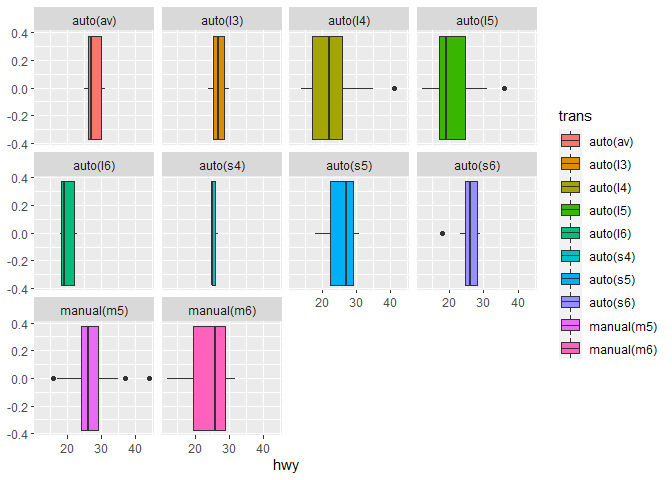 auto(av) auto(l3) auto(l4) auto(l5)
0.4
0.2
0.0
-0.2
-0.4
auto(l6) auto(s4) auto(s5) auto(s6)
0.4
0.2
0.0
-0.2
-0.4
20 30 40 20 30 40
manual(m5) manual(m6)
0.4
0.2
0.0
-0.2
-0.4
20 30 40 20 30 40
hwy
trans
auto(av)
auto(l3)
auto(l4)
auto(l5)
auto(l6)
auto(s4)
auto(s5)
auto(s6)
manual(m5)
manual(m6)